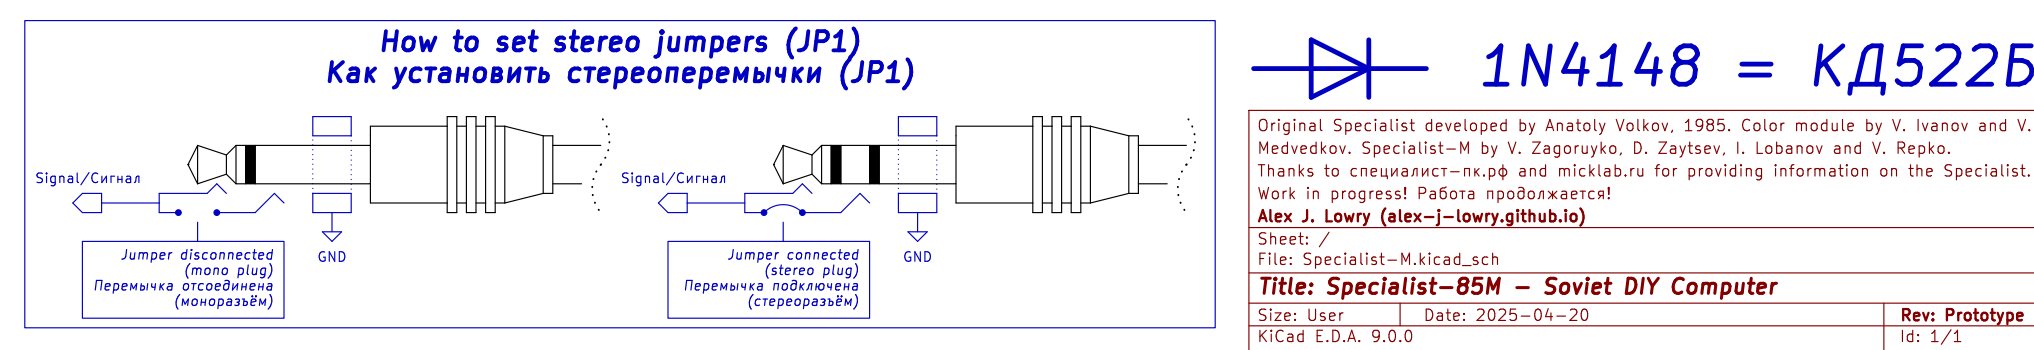 How to set stereo jumpers (JP1)
Как установить стереоперемычки (JP1)
Signal/Сигнал
GND
Jumper disconnected
(mono plug)
Перемычка отсоединена
(моноразъём)
Signal/Сигнал
GND
Jumper connected
(stereo plug)
Перемычка подключена
(стереоразъём)
1N4148 = КД522Б
Original Specialist developed by Anatoly Volkov, 1985. Color module by V. Ivanov and V.
Medvedkov. Specialist-M by V. Zagoruyko, D. Zaytsev, I. Lobanov and V. Repko.
Thanks to специалист-пк.рф and micklab.ru for providing information on the Specialist.
Work in progress! Работа продолжается!
Alex J. Lowry (alex-j-lowry.github.io)
Sheet: /
File: Specialist-M.kicad_sch
Title: Specialist-85M - Soviet DIY Computer
Size: User Date: 2025-04-20 Rev: Prototype
KiCad E.D.A. 9.0.0 Id: 1/1